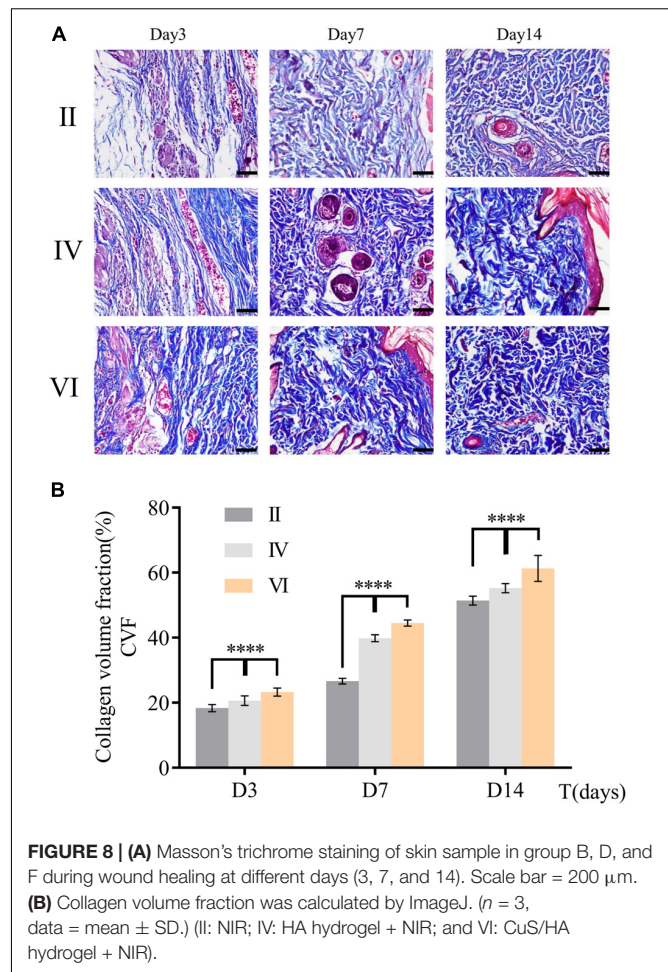 A
Day3 Day7 Day14
II
IV
VI
B
Collagen volume fraction(%)
CVF
80
60
40
20
0
II
IV
VI
****
****
****
D3 D7 D14 T(days)
FIGURE 8 | (A) Masson's trichrome staining of skin sample in group B, D, and
F during wound healing at different days (3, 7, and 14). Scale bar = 200 μm.
(B) Collagen volume fraction was calculated by ImageJ. (n = 3,
data = mean ± SD.) (II: NIR; IV: HA hydrogel + NIR; and VI: CuS/HA
hydrogel + NIR).